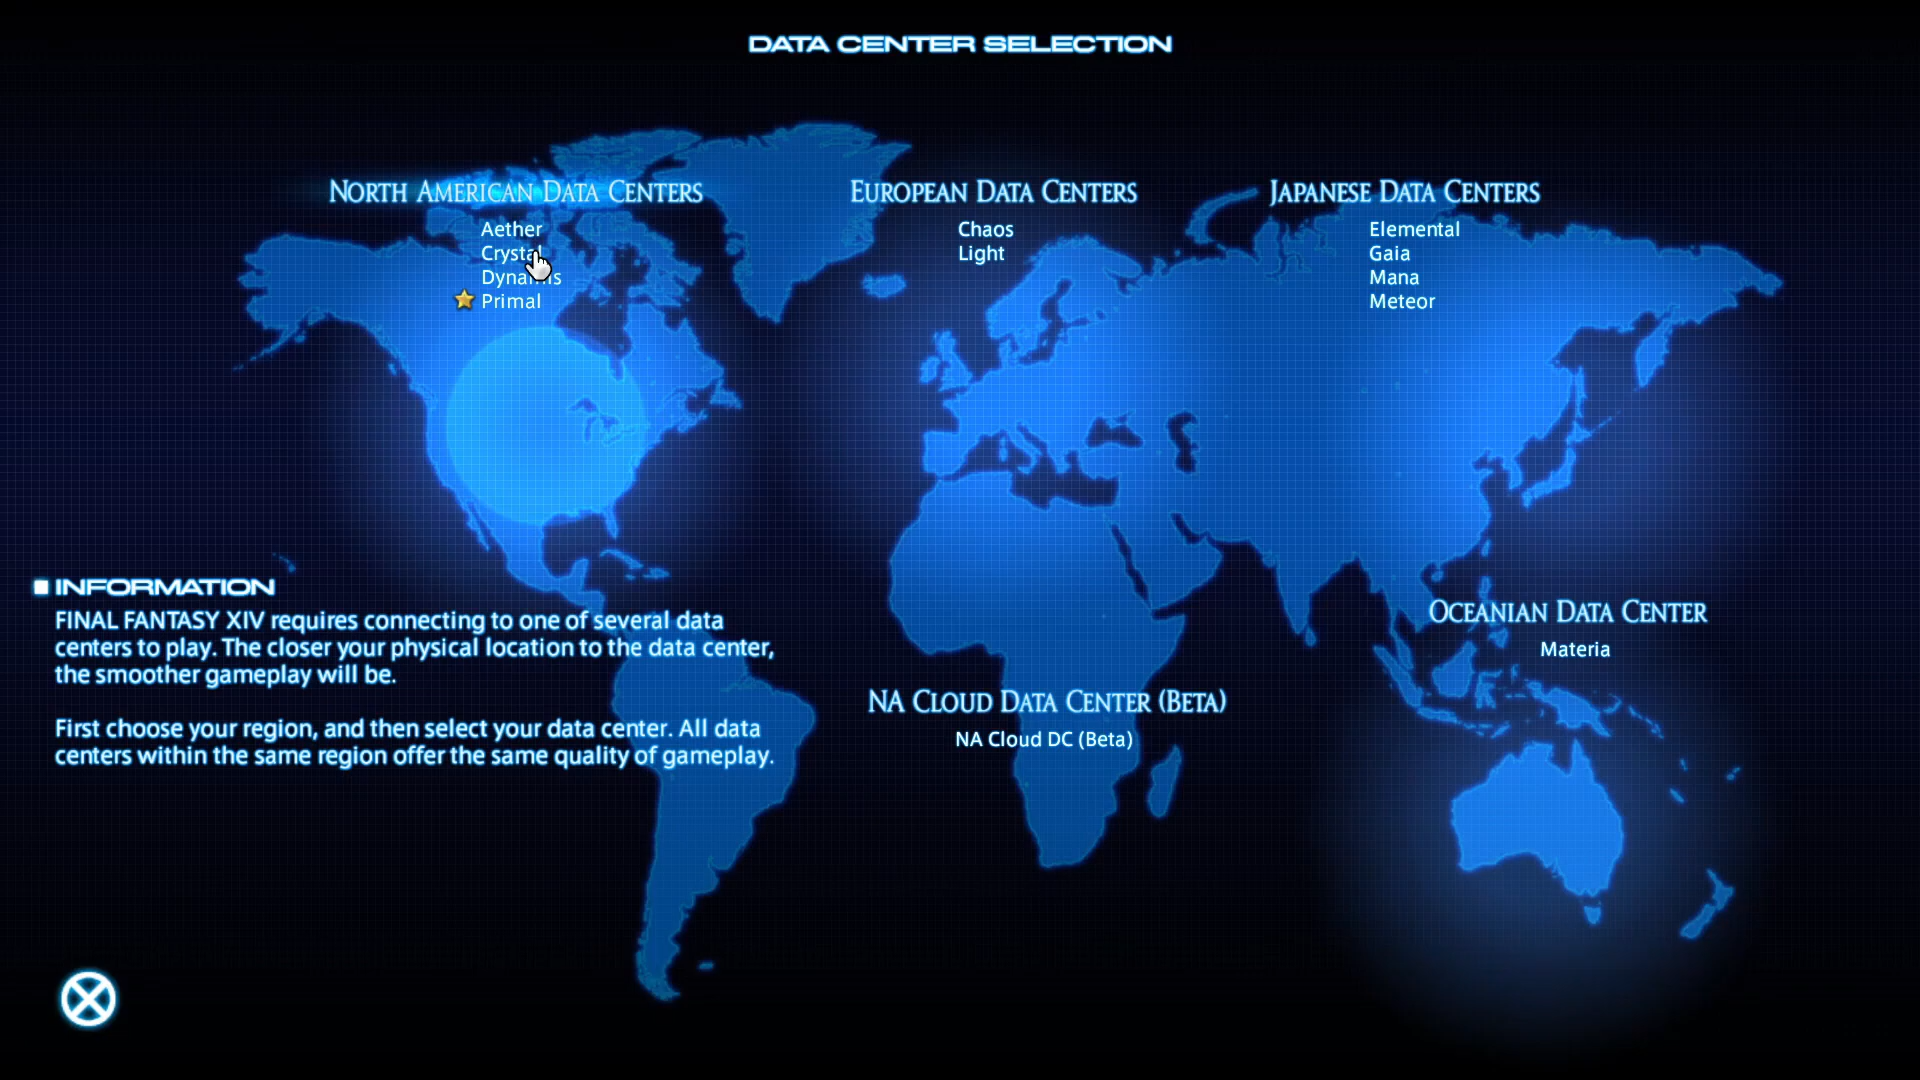 DATA CENTER SELECTION
NORTH AMERICAN DATA CENTERS
Aether
Crystal
Dynamis
Primal
EUROPEAN DATA CENTERS
Chaos
Light
JAPANESE DATA CENTERS
Elemental
Gaia
Mana
Meteor
INFORMATION
FINAL FANTASY XIV requires connecting to one of several data
centers to play. The closer your physical location to the data center,
the smoother gameplay will be.
First choose your region, and then select your data center. All data
centers within the same region offer the same quality of gameplay.
NA CLOUD DATA CENTER (BETA)
NA Cloud DC (Beta)
OCEANIAN DATA CENTER
Materia